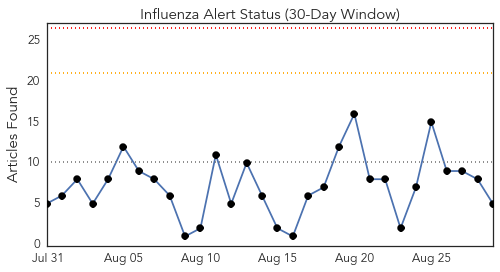 Influenza Alert Status (30-Day Window)
25
20
15
10
5
0
Articles Found
Jul 31 Aug 05 Aug 10 Aug 15 Aug 20 Aug 25